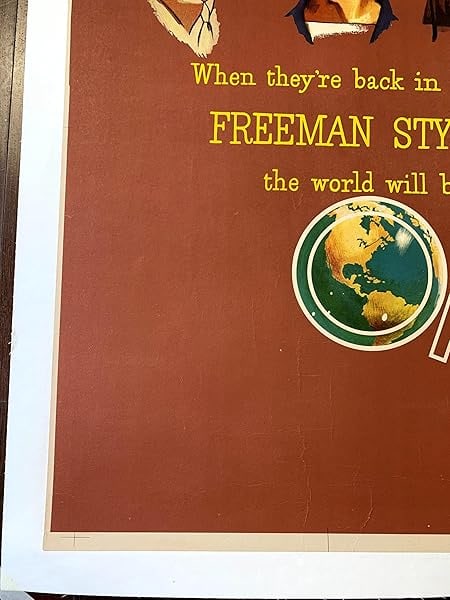 When they're back in
FREEMAN STY
the world will b